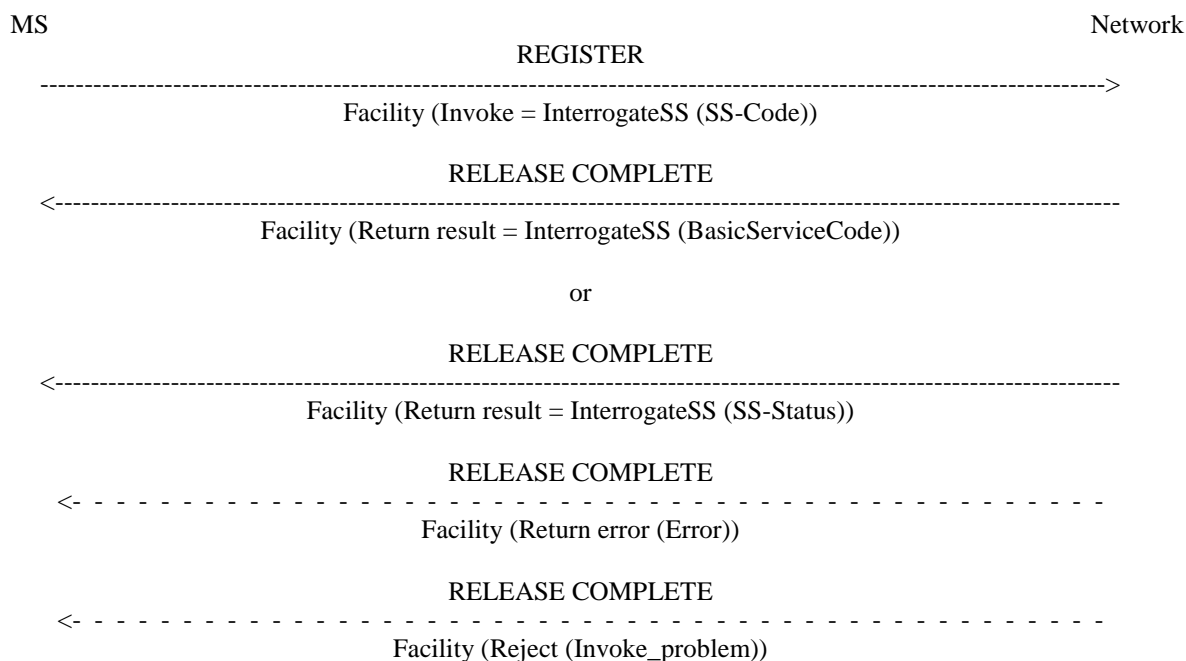 MS Network
REGISTER
Facility (Invoke = InterrogateSS (SS-Code))
RELEASE COMPLETE
Facility (Return result = InterrogateSS (BasicServiceCode))
or
RELEASE COMPLETE
Facility (Return result = InterrogateSS (SS-Status))
RELEASE COMPLETE
Facility (Return error (Error))
RELEASE COMPLETE
Facility (Reject (Invoke_problem))